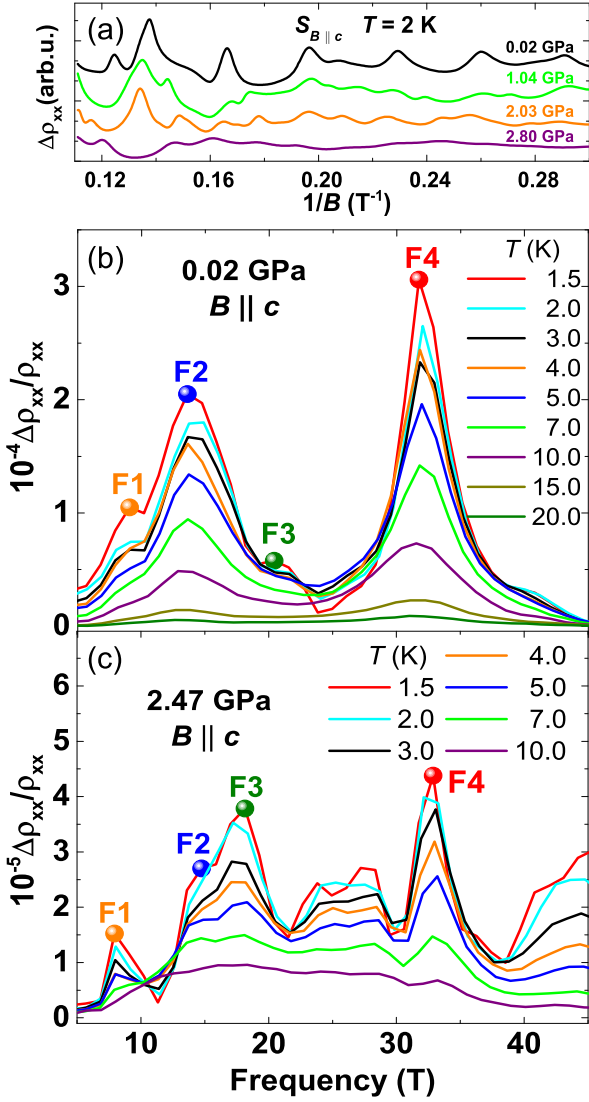 (a) S B || c T = 2 K
0.02 GPa
1.04 GPa
2.03 GPa
2.80 GPa
Δρxx(arb.u.)
0.12 0.16 0.20 0.24 0.28
1/B (T-1)
(b) 0.02 GPa
B || c
F1
F2
F3
F4
T (K)
1.5
2.0
3.0
4.0
5.0
7.0
10.0
15.0
20.0
3
2
1
0
10-4Δρxx/ρxx
(c) 2.47 GPa
B || c
T (K)
1.5
2.0
3.0
4.0
5.0
7.0
10.0
F1
F2
F3
F4
6
5
4
3
2
1
0
10-5Δρxx/ρxx
10 20 30 40
Frequency (T)